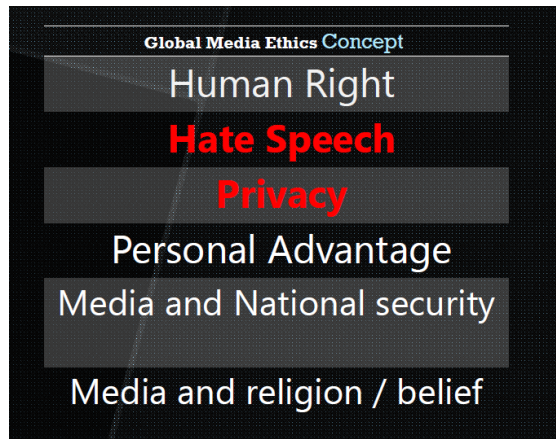 Global Media Ethics Concept
Human Right
Hate Speech
Privacy
Personal Advantage
Media and National security
Media and religion / belief